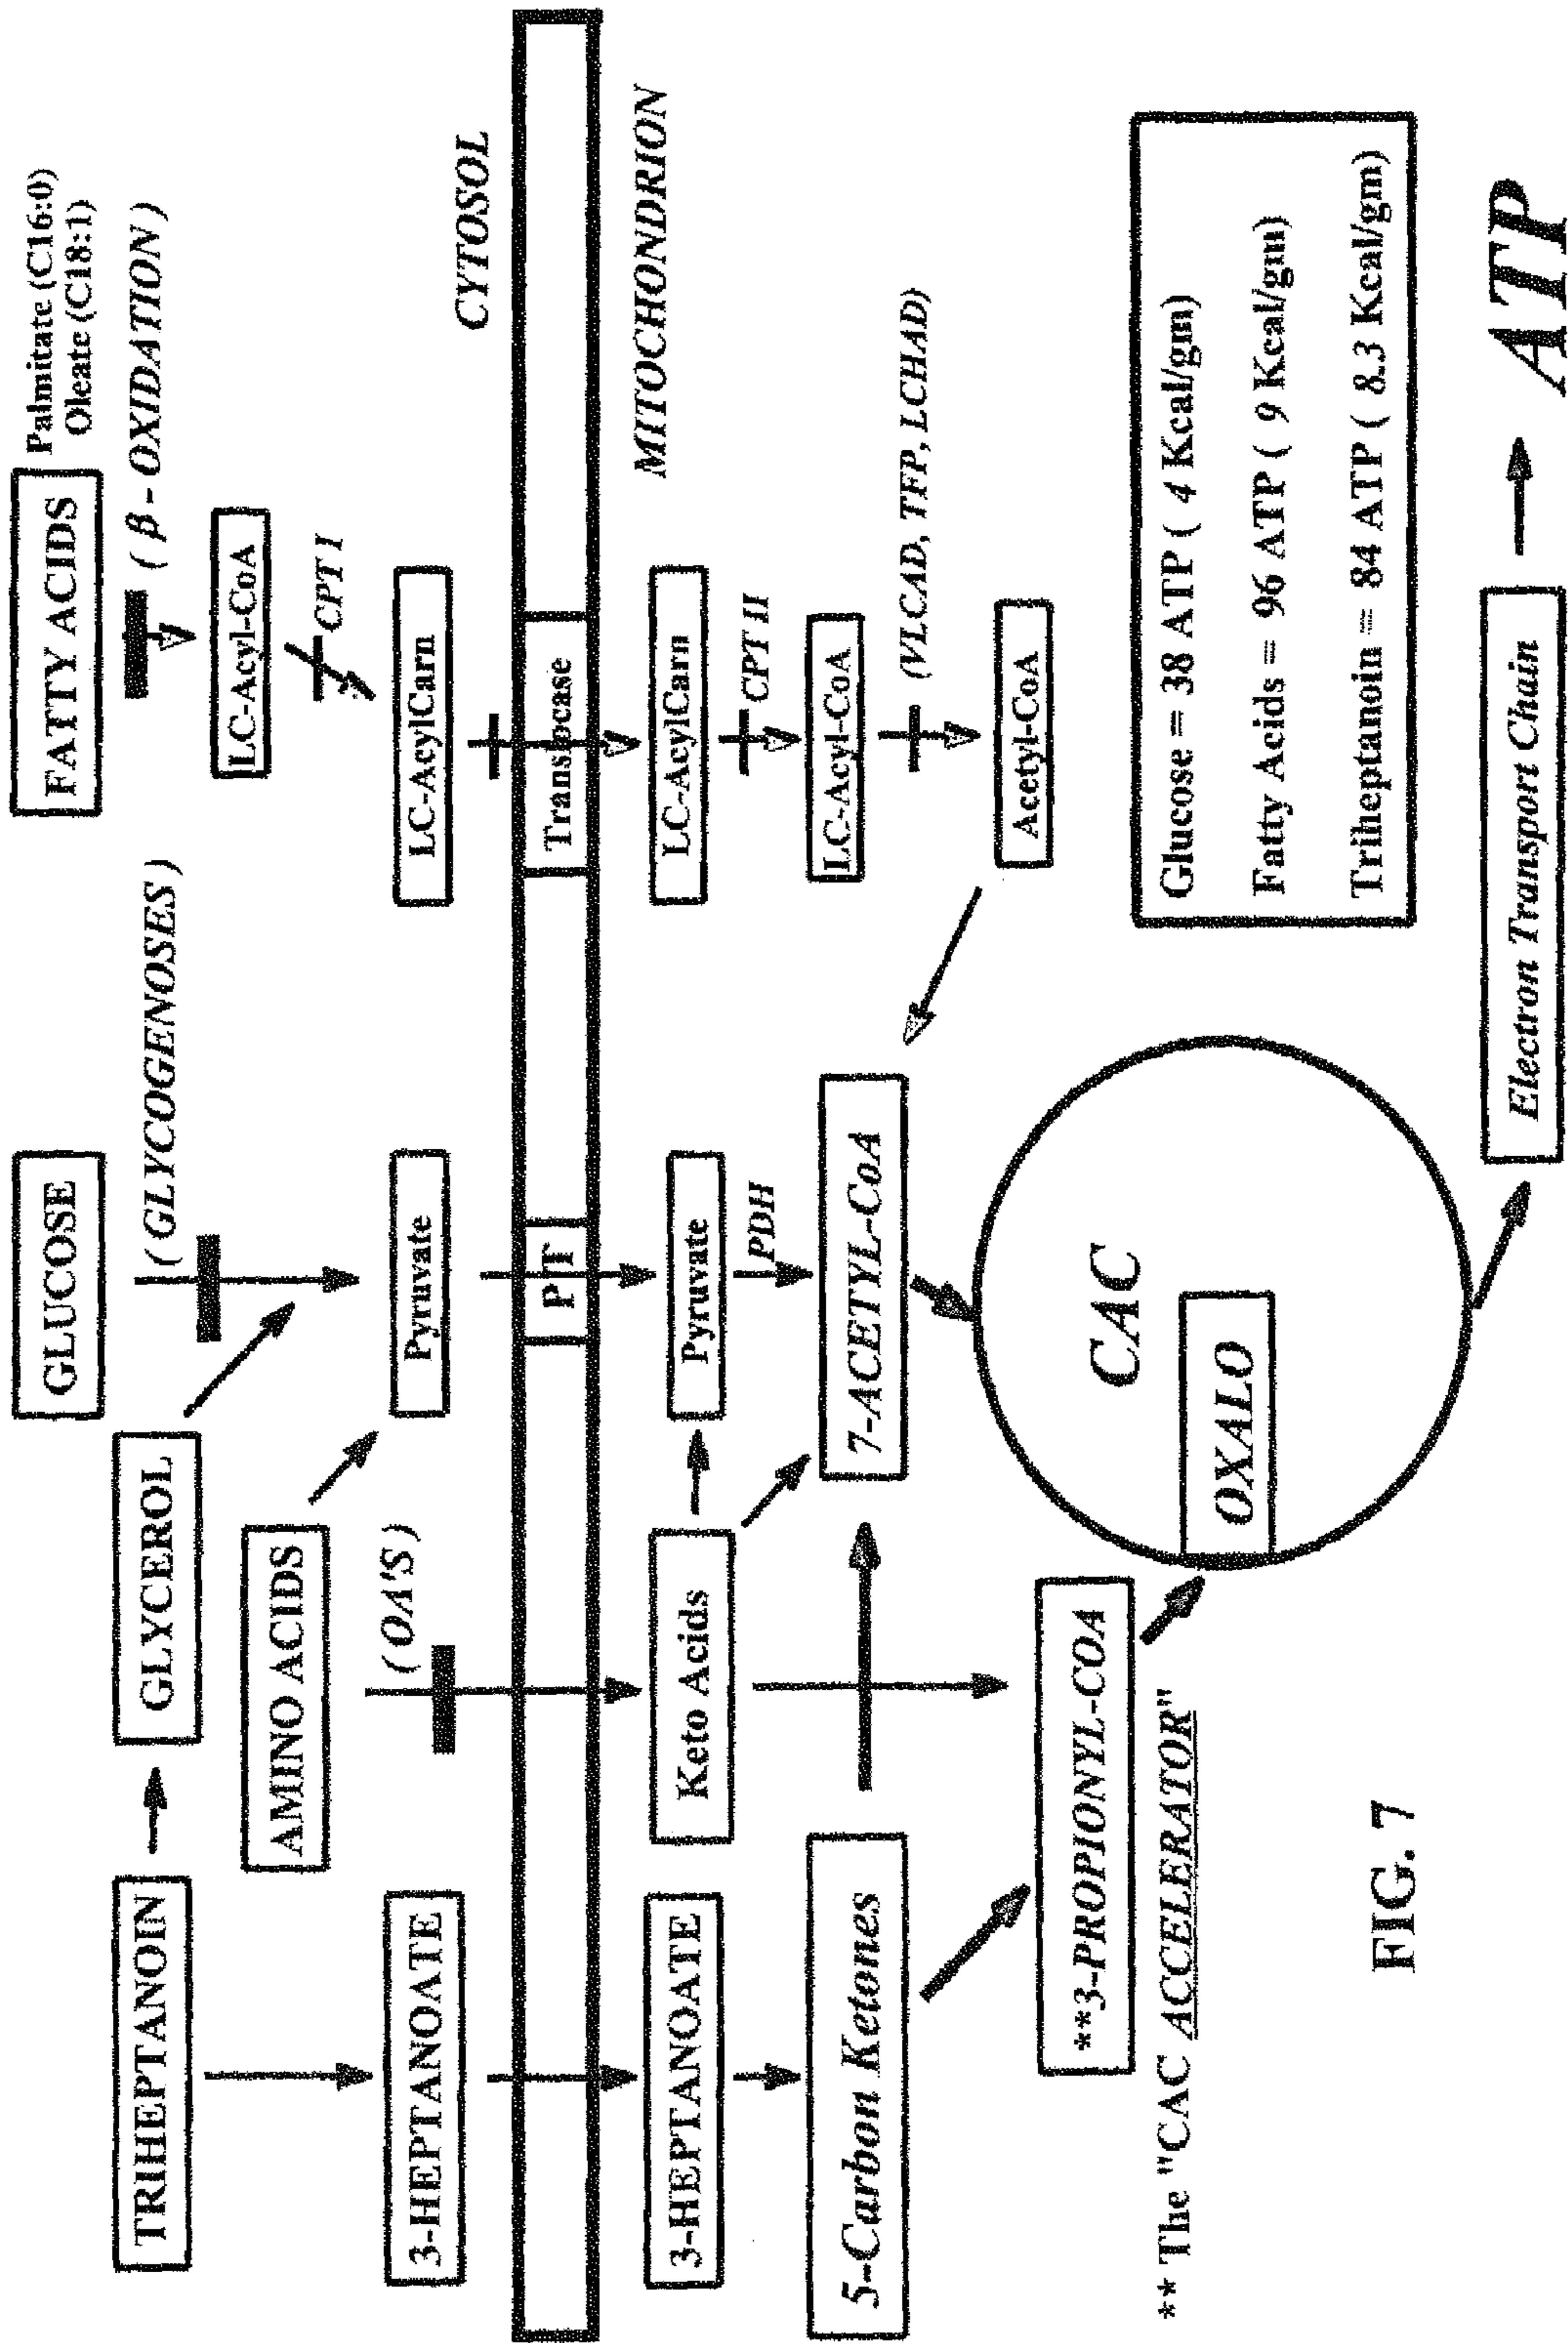 Palmitate (C16:0)
Oleate (C18:1)
GLUCOSE
FATTY ACIDS
TRIHEPTANOIN
GLYCEROL
(GLYCOGENOSES)
(β - OXIDATION)
AMINO ACIDS
LC-Acyl-CoA
CPT I
(OA'S)
3-HEPTANOATE
Pyruvate
LC-AcylCarn
CYTOSOL
PT
Translocase
MITOCHONDRION
3-HEPTANOATE
Keto Acids
Pyruvate
LC-AcylCarn
PDH
CPT II
5-Carbon Ketones
7-ACETYL-CoA
LC-Acyl-CoA
(VLCAD, TFP, LCHAD)
Acetyl-CoA
**3-PROPIONYL-COA
CAC
** The "CAC ACCELERATOR"
OXALO
Glucose = 38 ATP ( 4 Kcal/gm)
Fatty Acids = 96 ATP ( 9 Kcal/gm)
Triheptanoin = 84 ATP ( 8.3 Kcal/gm)
FIG. 7
Electron Transport Chain
ATP